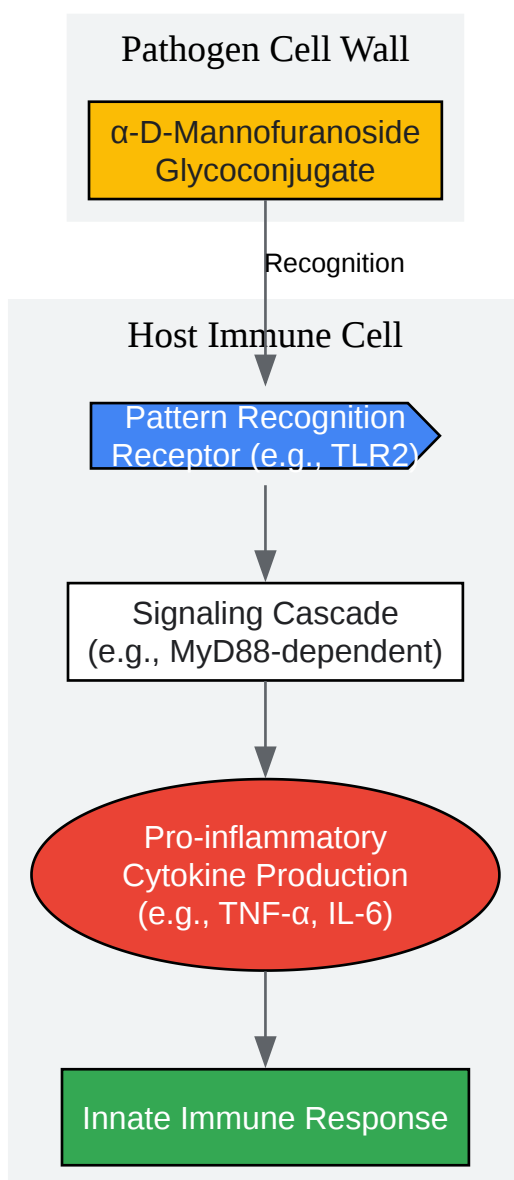 Pathogen Cell Wall
α-D-Mannofuranoside
Glycoconjugate
Recognition
Host Immune Cell
Pattern Recognition
Receptor (e.g., TLR2)
Signaling Cascade
(e.g., MyD88-dependent)
Pro-inflammatory
Cytokine Production
(e.g., TNF-α, IL-6)
Innate Immune Response